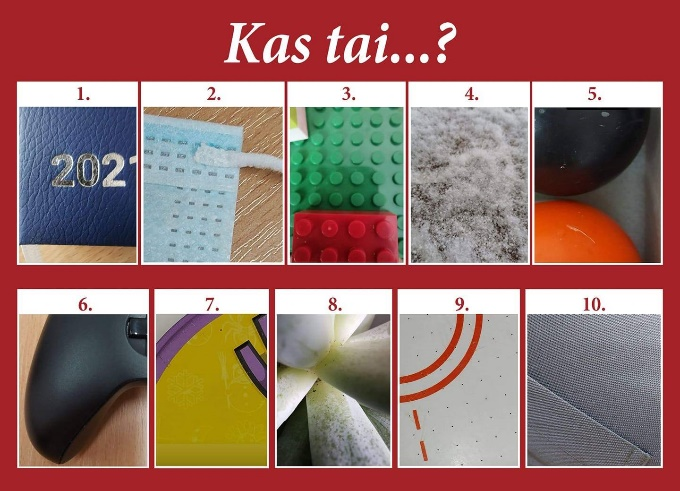 Kas tai...?
1. 2. 3. 4. 5.
2021
6. 7. 8. 9. 10.